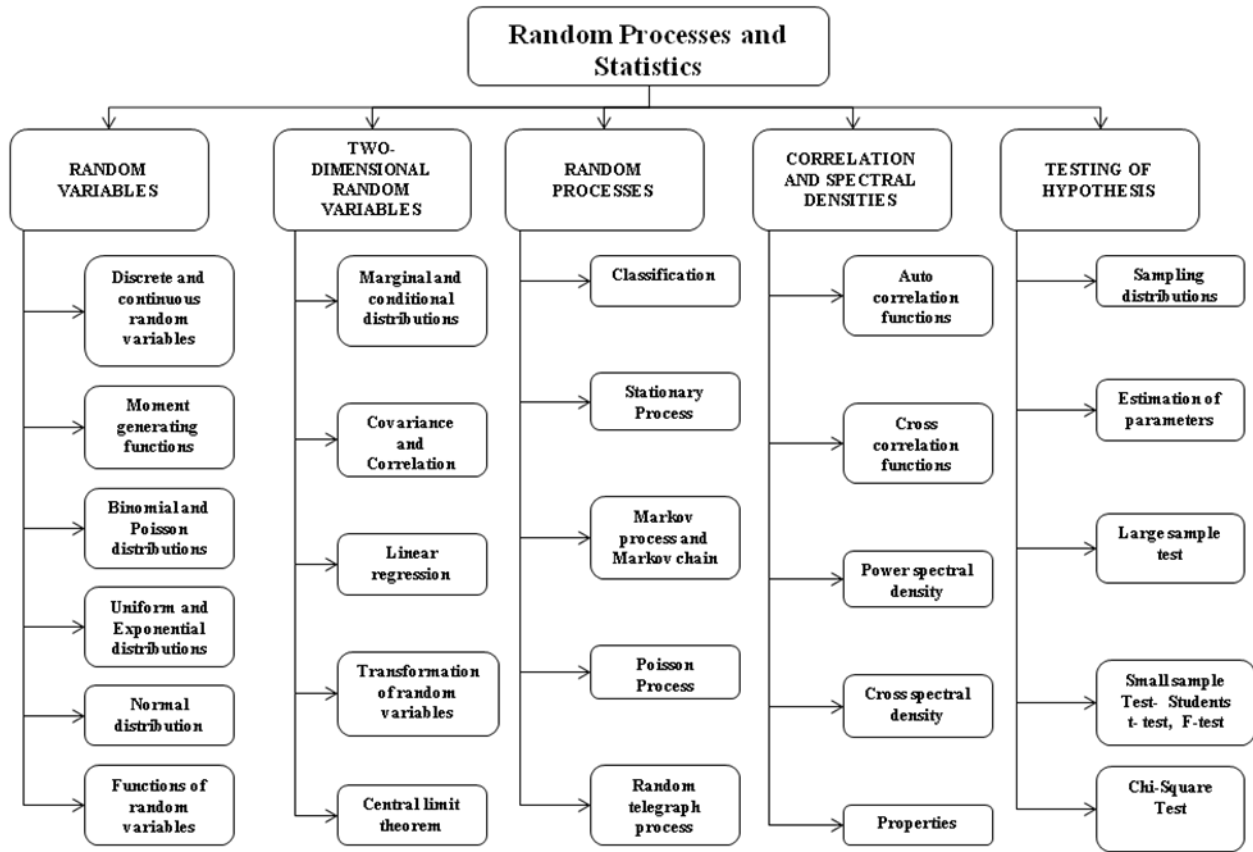 Random Processes and
Statistics
RANDOM
VARIABLES
TWO-
DIMENSIONAL
RANDOM
VARIABLES
RANDOM
PROCESSES
CORRELATION
AND SPECTRAL
DENSITIES
TESTING OF
HYPOTHESIS
Discrete and
continuous
random
variables
Moment
generating
functions
Binomial and
Poisson
distributions
Uniform and
Exponential
distributions
Normal
distribution
Functions of
random
variables
Marginal and
conditional
distributions
Covariance
and
Correlation
Linear
regression
Transformation
of random
variables
Central limit
theorem
Classification
Stationary
Process
Markov
process and
Markov chain
Poisson
Process
Random
telegraph
process
Auto
correlation
functions
Cross
correlation
functions
Power spectral
density
Cross spectral
density
Properties
Sampling
distributions
Estimation of
parameters
Large sample
test
Small sample
Test- Students
t- test, F-test
Chi-Square
Test